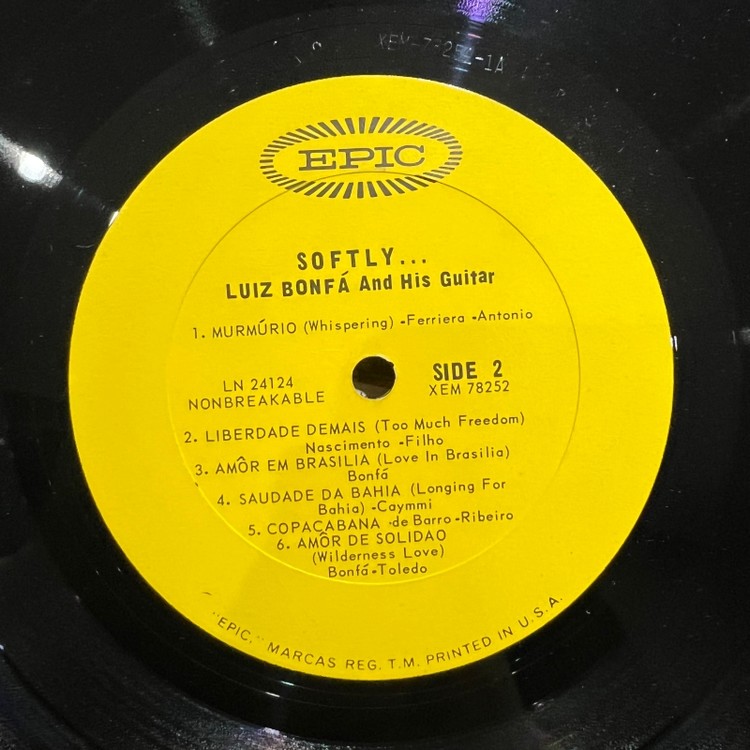 XEM-78252-1A
EPIC
SOFTLY...
LUIZ BONFÁ And His Guitar
1. MURMÚRIO (Whispering) -Ferriera -Antonio
LN 24124
NONBREAKABLE
SIDE 2
XEM 78252
2. LIBERDADE DEMAIS (Too Much Freedom)
Nascimento -Filho
3. AMÔR EM BRASILIA (Love In Brasilia)
Bonfá
4. SAUDADE DA BAHIA (Longing For
Bahia) -Caymmi
5. COPACABANA -de Barro -Ribeiro
6. AMÔR DE SOLIDAO
(Wilderness Love)
Bonfá-Toledo
"EPIC," MARCAS REG. T.M. PRINTED IN U.S.A.